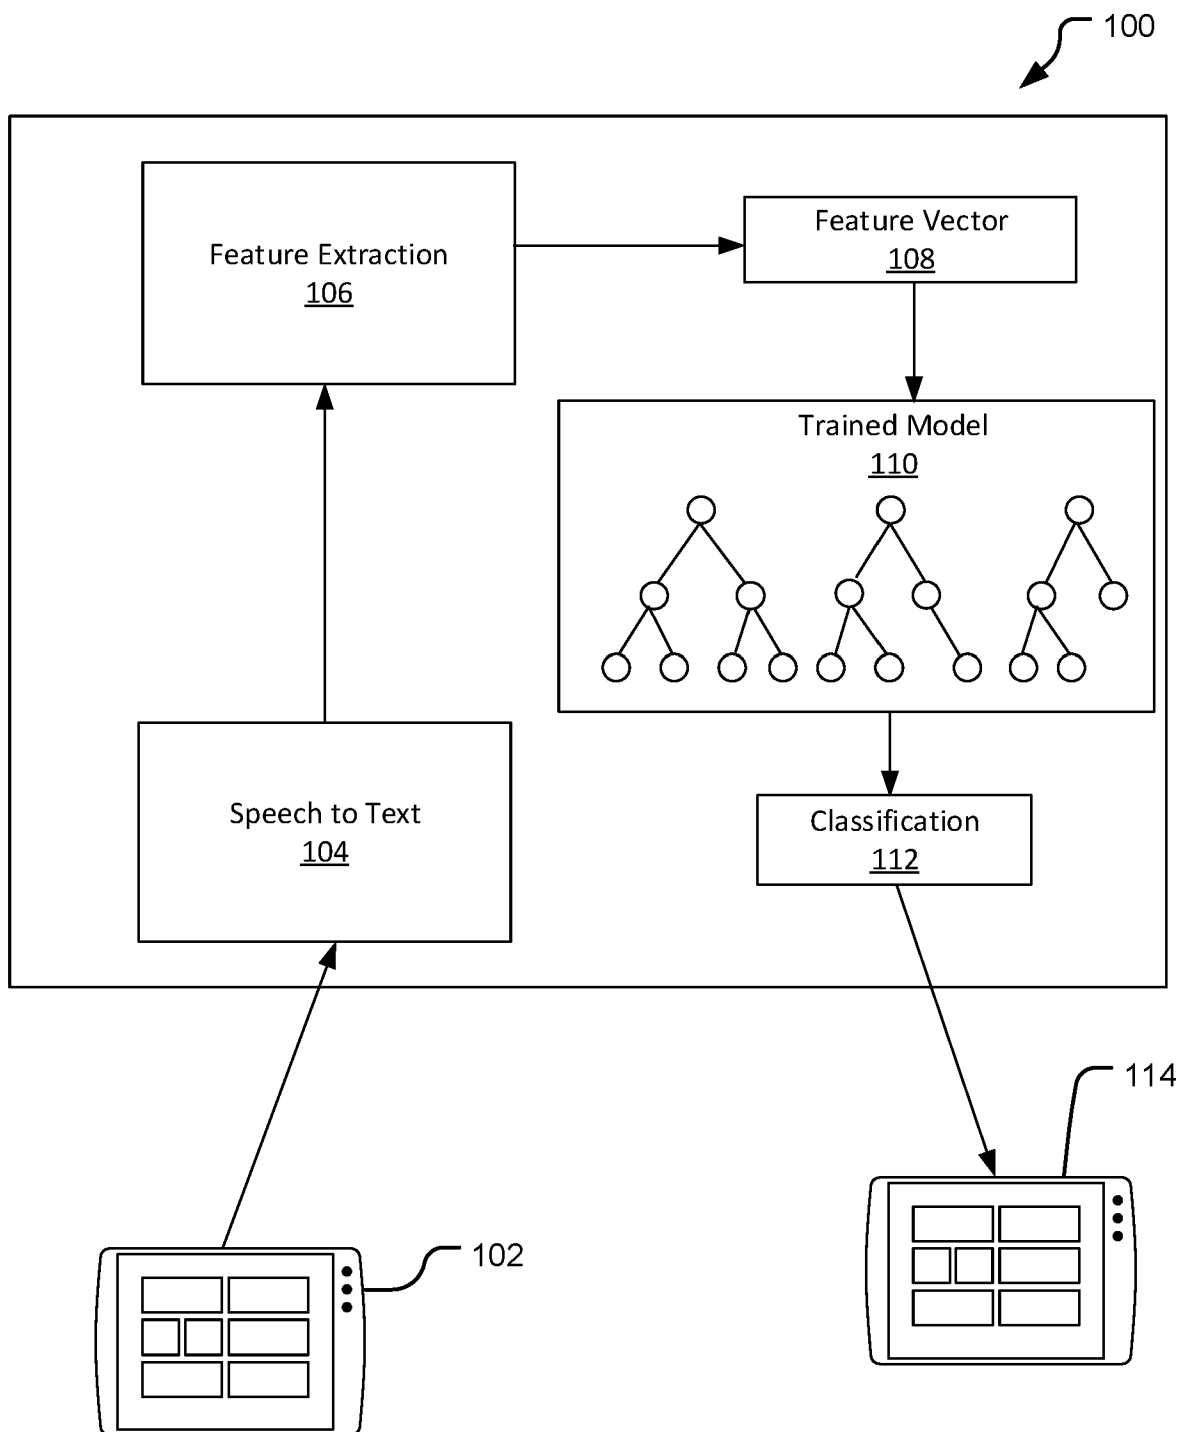 100
Feature Extraction
106
Feature Vector
108
Trained Model
110
Speech to Text
104
Classification
112
114
102